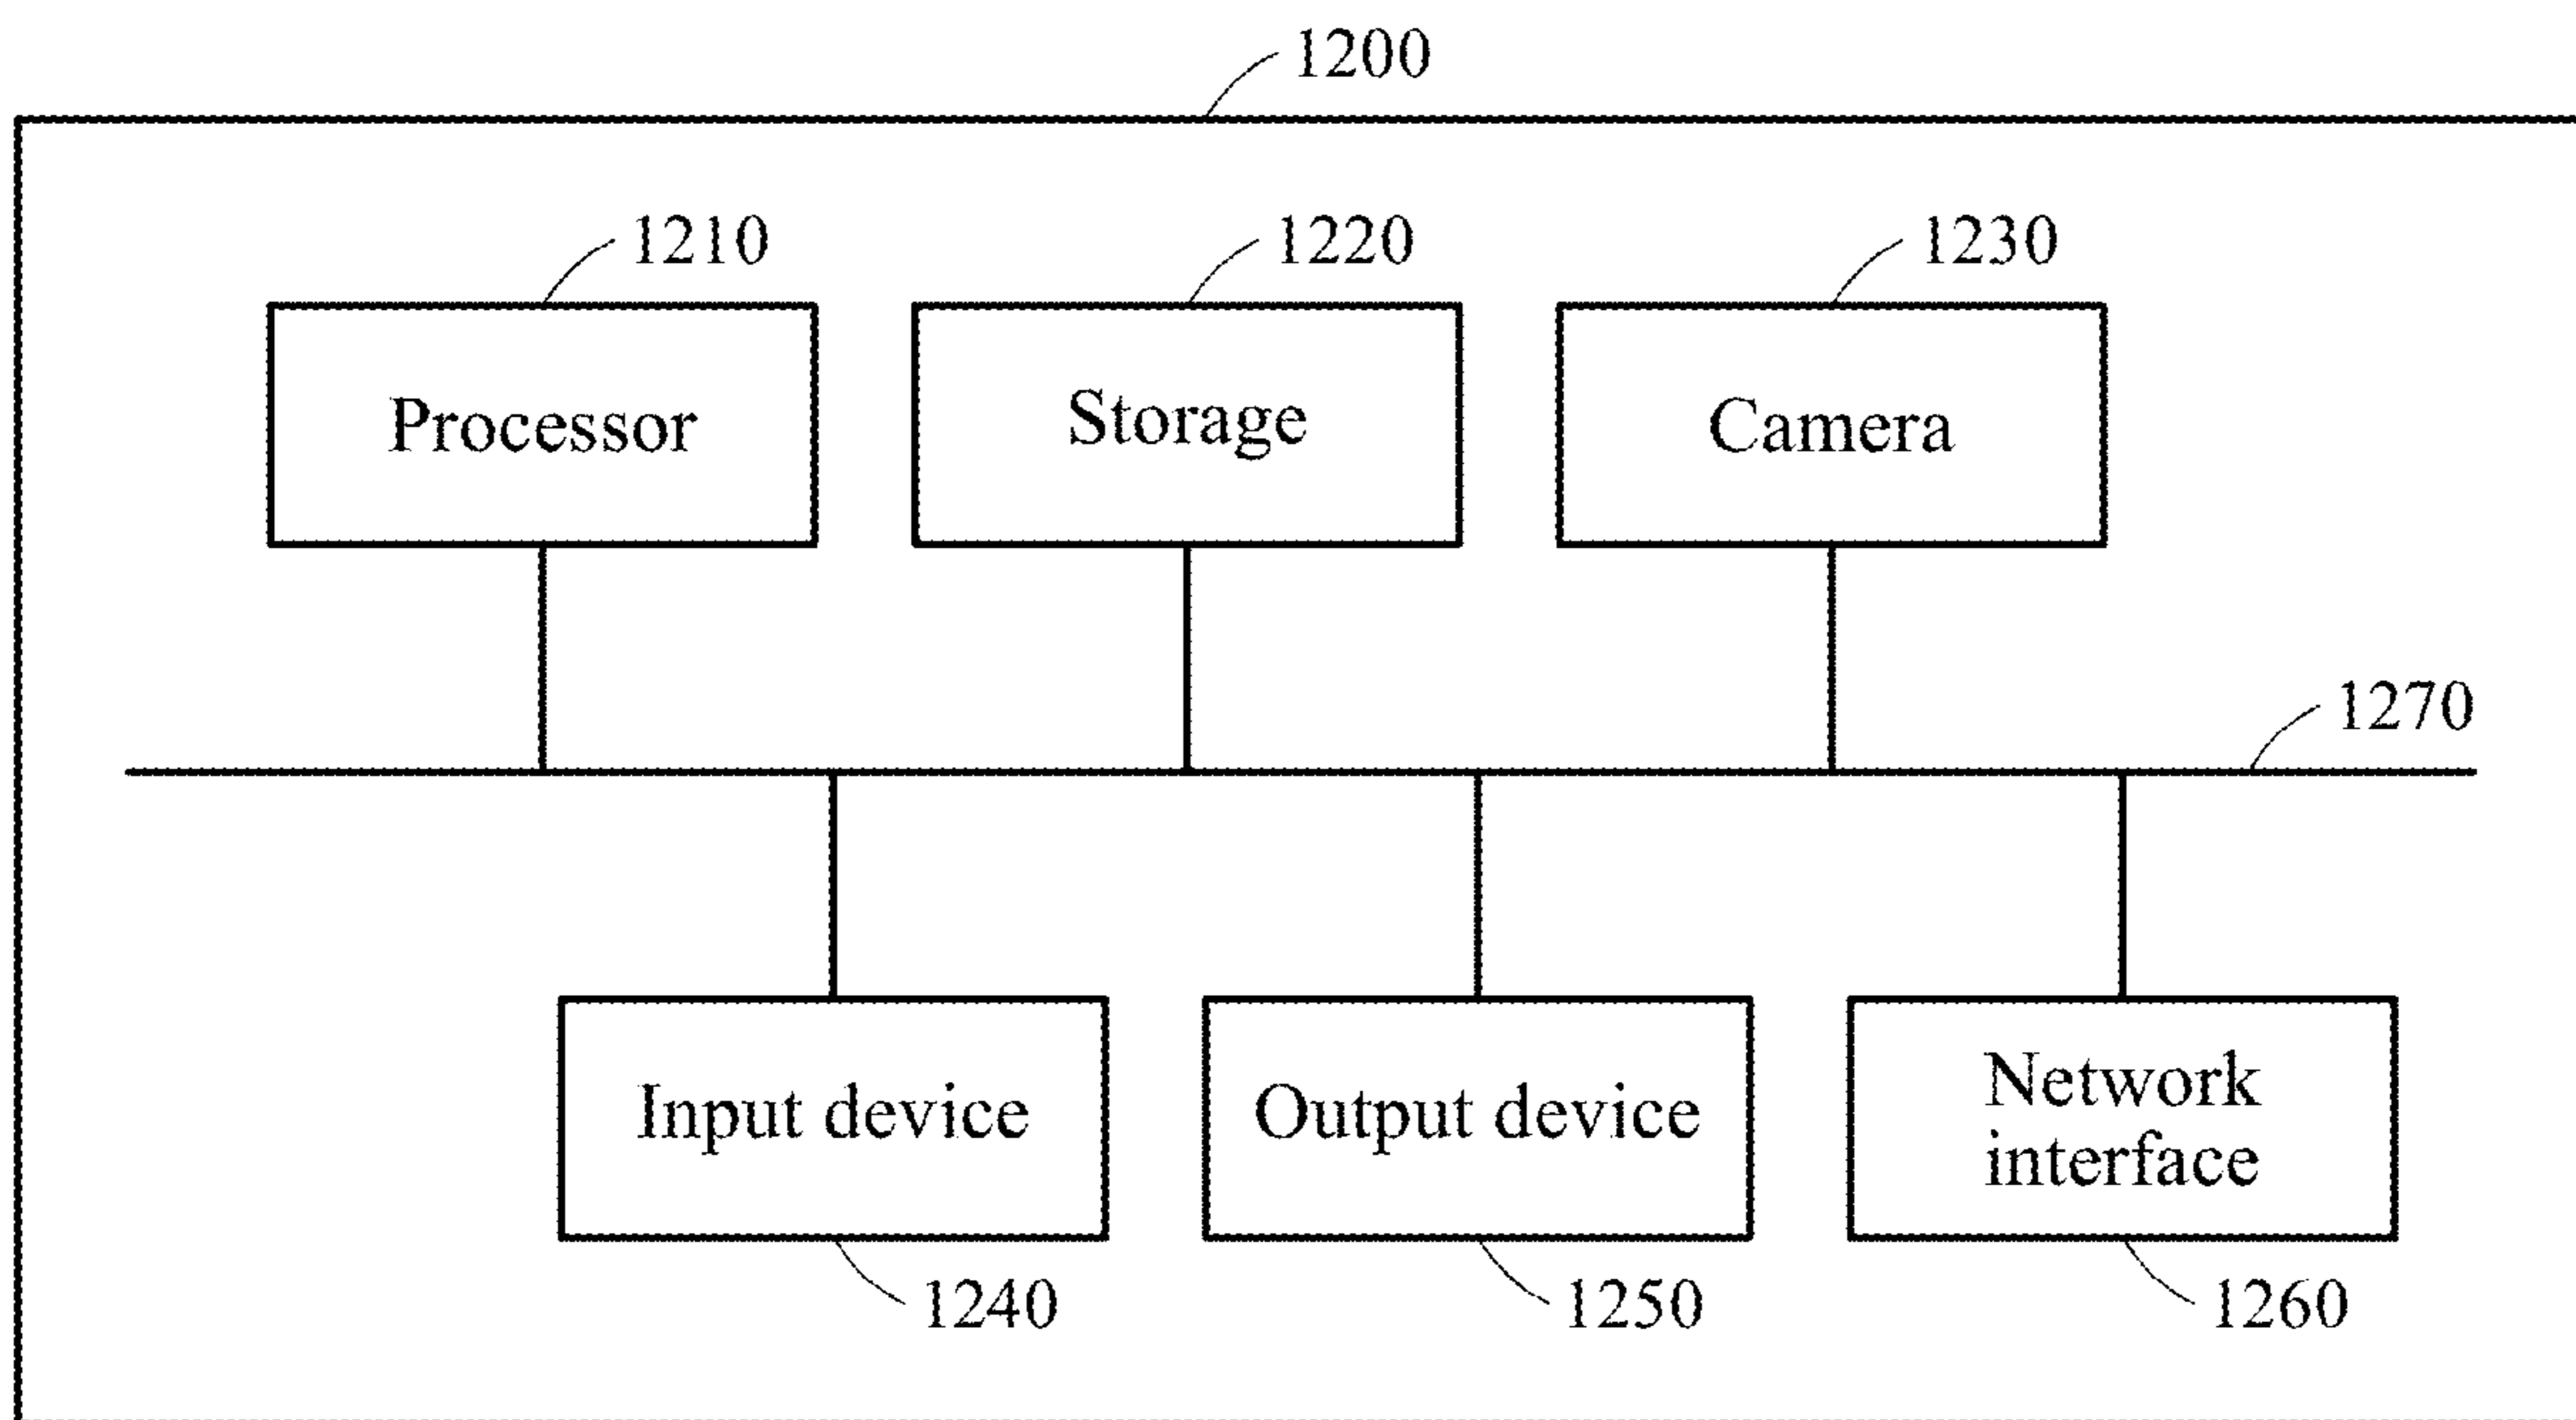 1200
1210
1220
1230
Processor
Storage
Camera
1270
Input device
Output device
Network
interface
1240
1250
1260